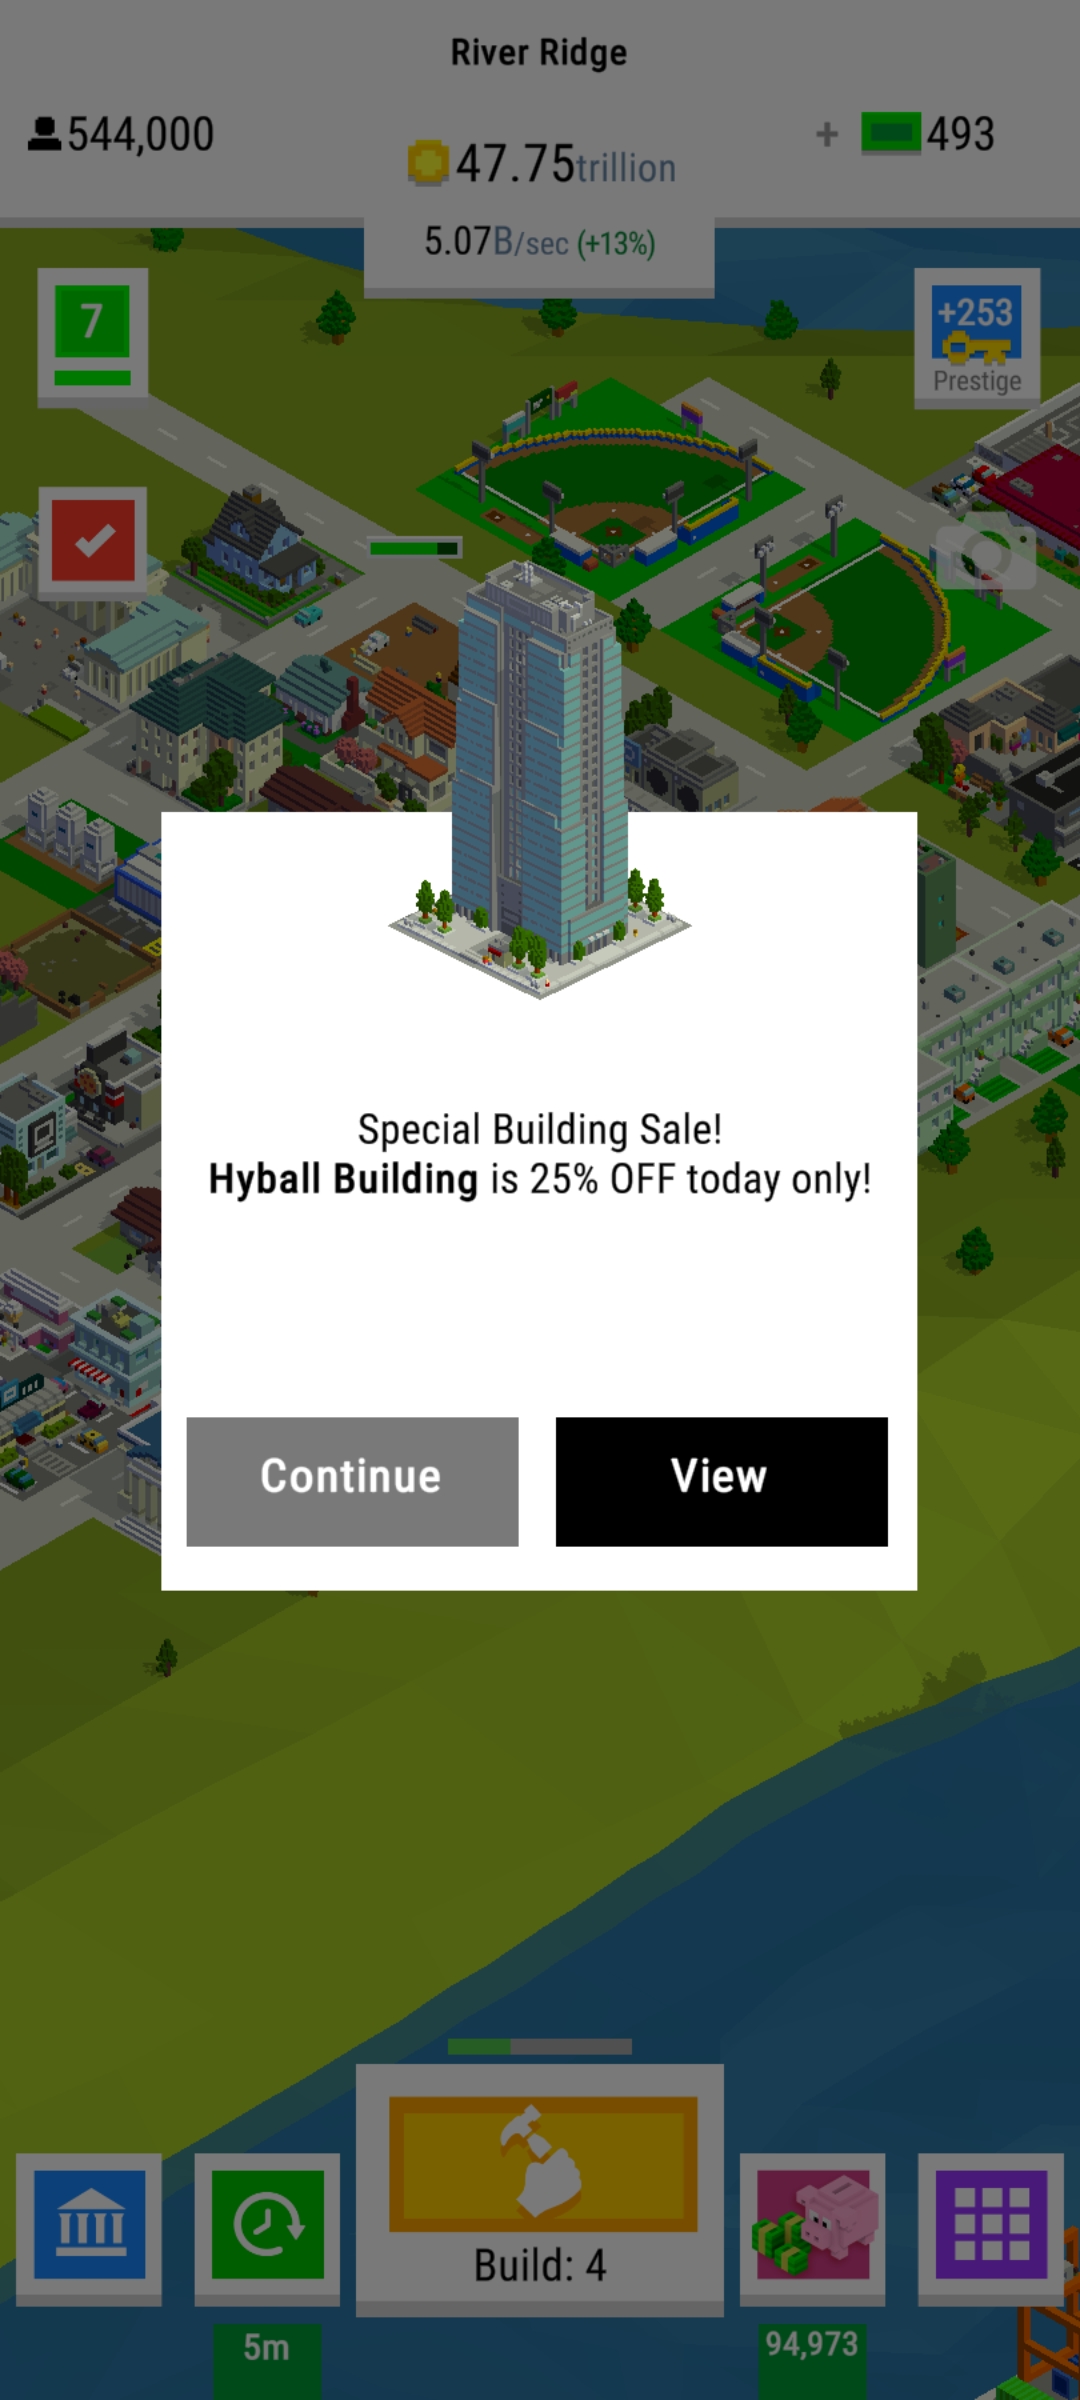 River Ridge
544,000
47.75trillion
+ 493
5.07B/sec (+13%)
7
+253
Prestige
Special Building Sale!
Hyball Building is 25% OFF today only!
Continue
View
Build: 4
5m
94,973